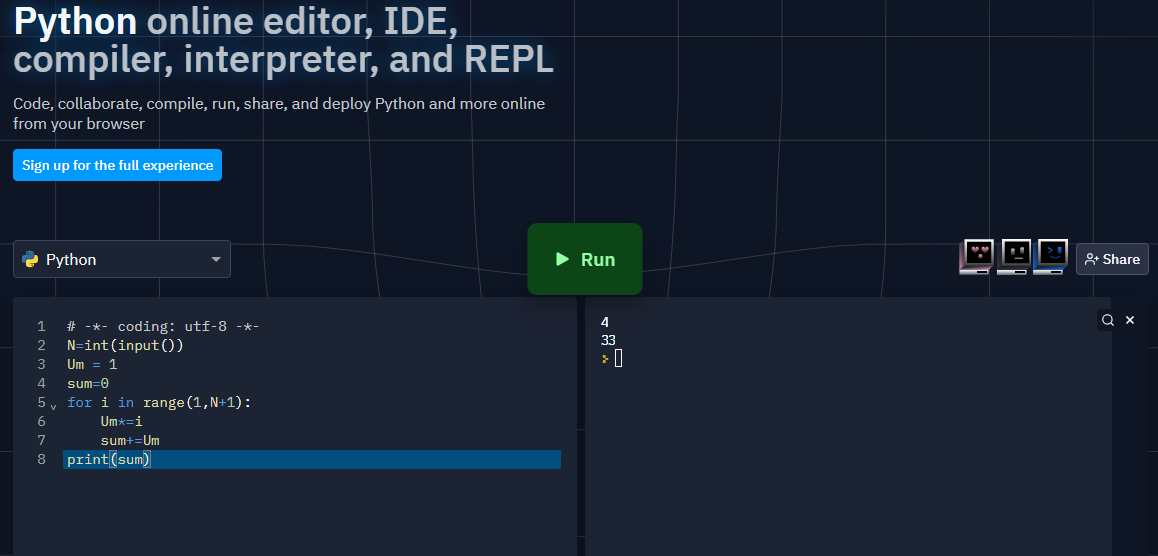 Python online editor, IDE,
compiler, interpreter, and REPL
Code, collaborate, compile, run, share, and deploy Python and more online
from your browser
Sign up for the full experience
Python
Run
Share
1 # -*- coding: utf-8 -*-
2 N=int(input())
3 Um = 1
4 sum=0
5 for i in range(1,N+1):
6     Um*=i
7     sum+=Um
8 print(sum)
4
33